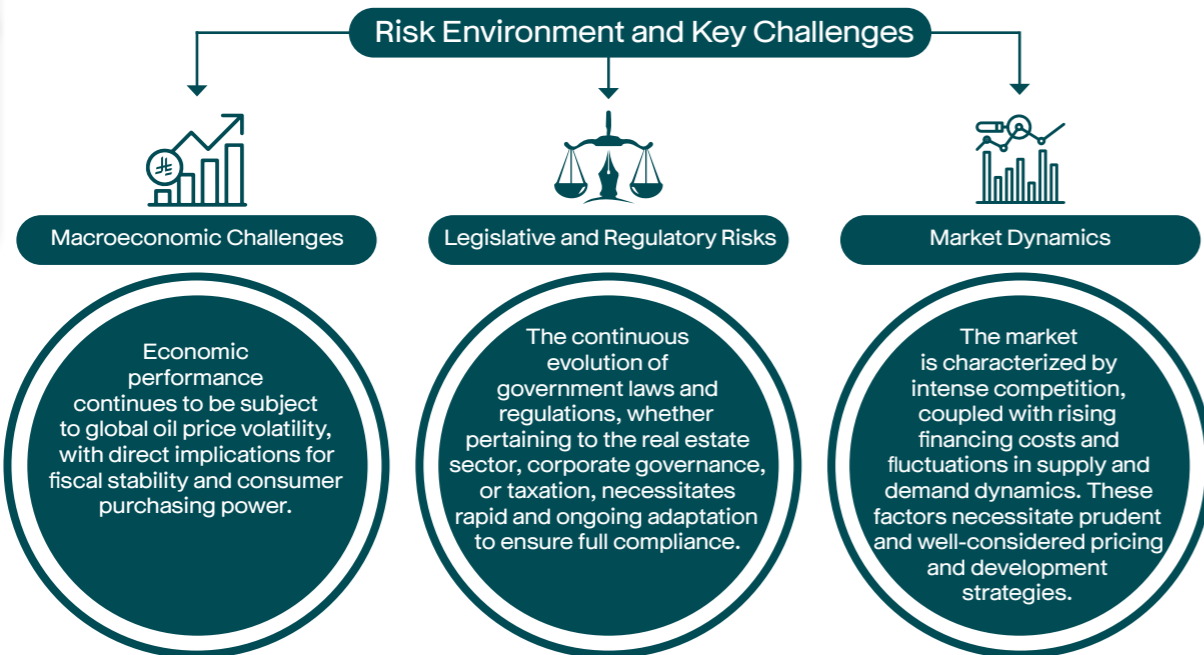 Risk Environment and Key Challenges
Macroeconomic Challenges
Economic
performance
continues to be subject
to global oil price volatility,
with direct implications for
fiscal stability and consumer
purchasing power.
Legislative and Regulatory Risks
The continuous
evolution of
government laws and
regulations, whether
pertaining to the real estate
sector, corporate governance,
or taxation, necessitates
rapid and ongoing adaptation
to ensure full compliance.
Market Dynamics
The market
is characterized by
intense competition,
coupled with rising
financing costs and
fluctuations in supply and
demand dynamics. These
factors necessitate prudent
and well-considered pricing
and development
strategies.